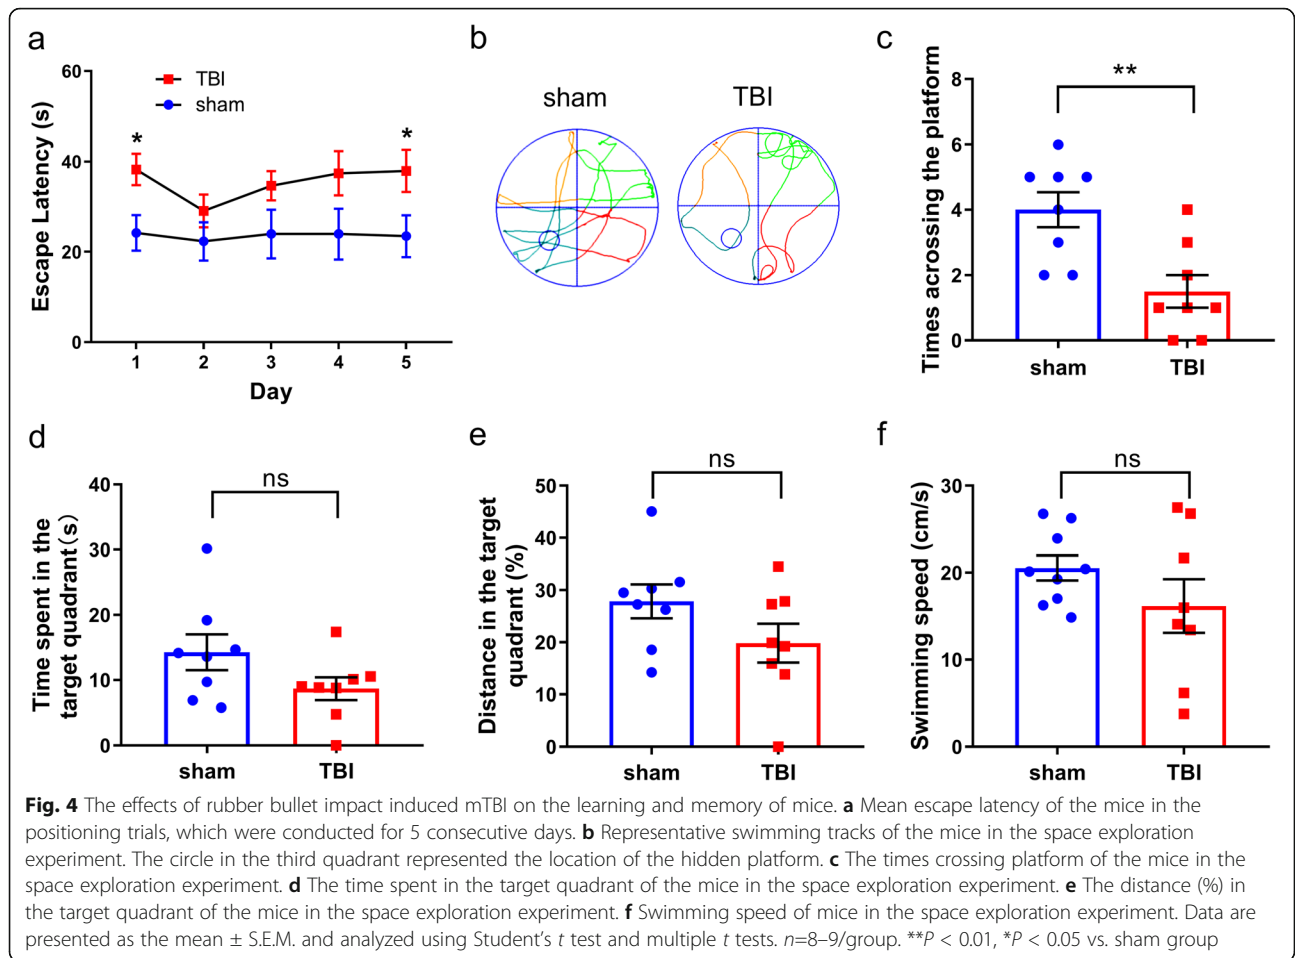 a
60
40
20
0
Escape Latency (s)
TBI
sham
*
*
1 2 3 4 5
Day
b
sham TBI
c
**
8
6
4
2
0
Times acrossing the platform
sham TBI
d
ns
40
30
20
10
0
Time spent in the
target quadrant(s)
sham TBI
e
ns
50
40
30
20
10
0
Distance in the target
quadrant (%)
sham TBI
f
ns
30
20
10
0
Swimming speed (cm/s)
sham TBI
Fig. 4 The effects of rubber bullet impact induced mTBI on the learning and memory of mice. a Mean escape latency of the mice in the
positioning trials, which were conducted for 5 consecutive days. b Representative swimming tracks of the mice in the space exploration
experiment. The circle in the third quadrant represented the location of the hidden platform. c The times crossing platform of the mice in the
space exploration experiment. d The time spent in the target quadrant of the mice in the space exploration experiment. e The distance (%) in
the target quadrant of the mice in the space exploration experiment. f Swimming speed of mice in the space exploration experiment. Data are
presented as the mean ± S.E.M. and analyzed using Student's t test and multiple t tests. n=8–9/group. **P < 0.01, *P < 0.05 vs. sham group